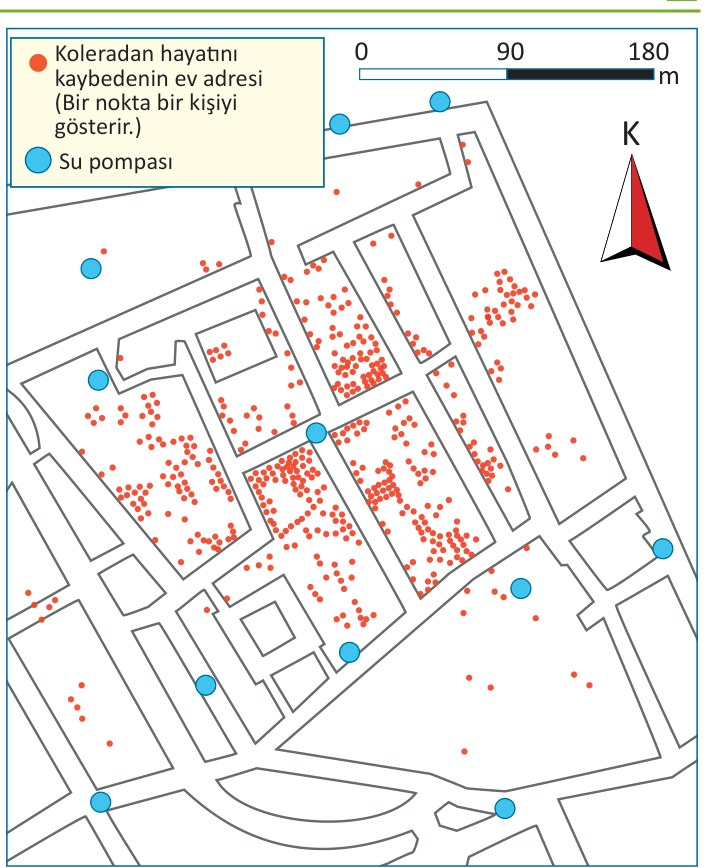 Koleradan hayatını
kaybedenin ev adresi
(Bir nokta bir kişiyi
gösterir.)
Su pompası
0 90 180
m
K